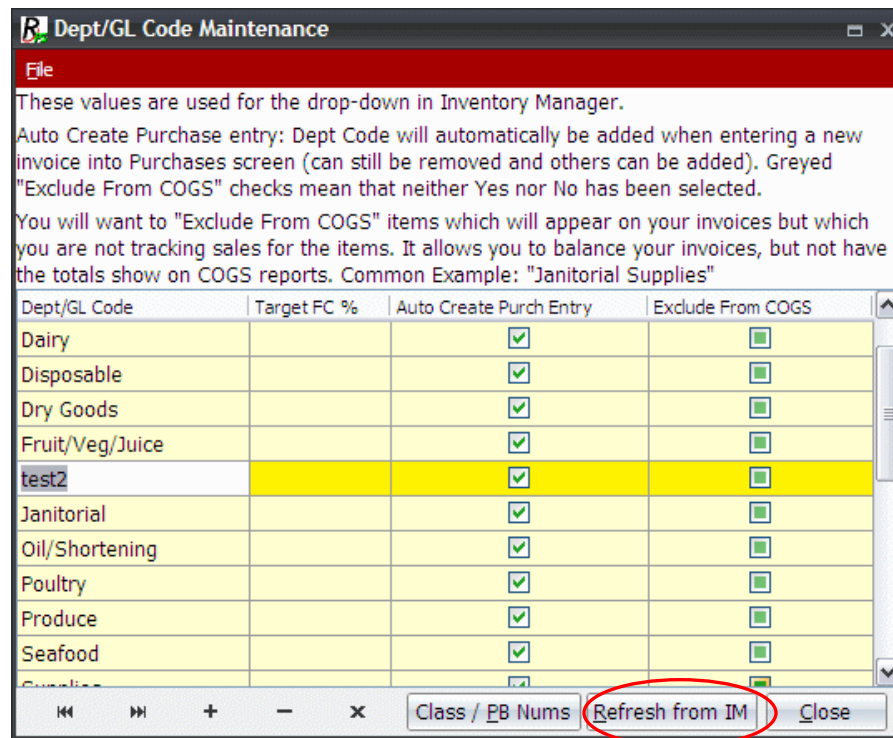 R Dept/GL Code Maintenance
File
These values are used for the drop-down in Inventory Manager.
Auto Create Purchase entry: Dept Code will automatically be added when entering a new
invoice into Purchases screen (can still be removed and others can be added). Greyed
"Exclude From COGS" checks mean that neither Yes nor No has been selected.
You will want to "Exclude From COGS" items which will appear on your invoices but which
you are not tracking sales for the items. It allows you to balance your invoices, but not have
the totals show on COGS reports. Common Example: "Janitorial Supplies"
Dept/GL Code Target FC % Auto Create Purch Entry Exclude From COGS
Dairy
Disposable
Dry Goods
Fruit/Veg/Juice
test2
Janitorial
Oil/Shortening
Poultry
Produce
Seafood
Supplies
Class / PB Nums Refresh from IM Close